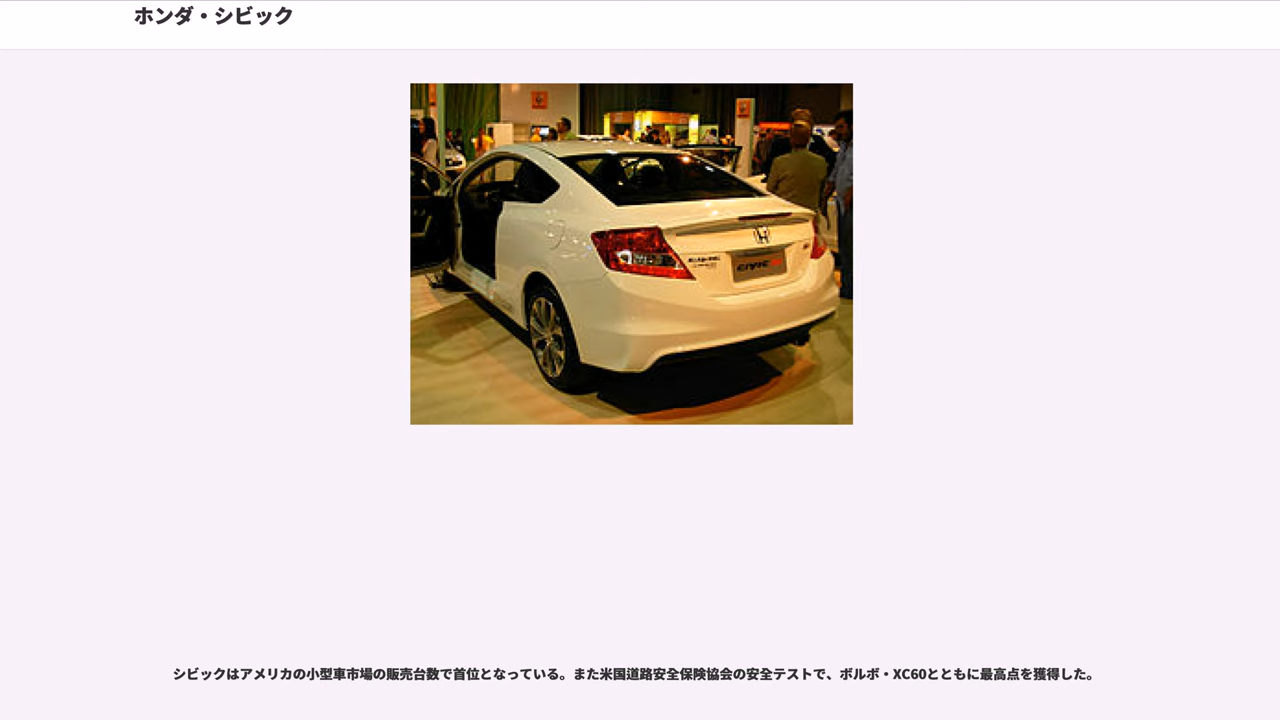 ホンダ・シビック
CIVIC Si
シビックはアメリカの小型車市場の販売台数で首位となっている。また米国道路安全保険協会の安全テストで、ボルボ・XC60とともに最高点を獲得した。